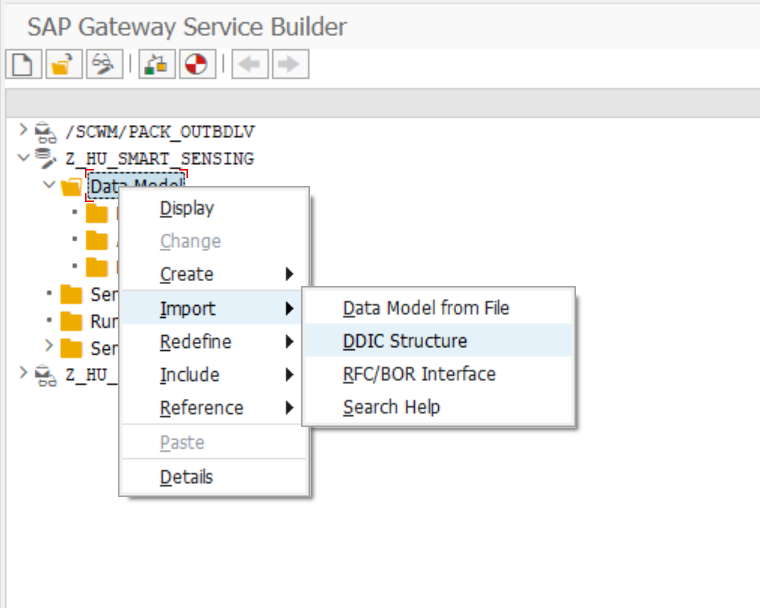 SAP Gateway Service Builder
/SCWM/PACK_OUTBDLV
Z_HU_SMART_SENSING
Data Model
Display
Change
Create
Import
Redefine
Include
Reference
Paste
Details
Data Model from File
DDIC Structure
RFC/BOR Interface
Search Help
Ser
Run
Ser
Z_HU_